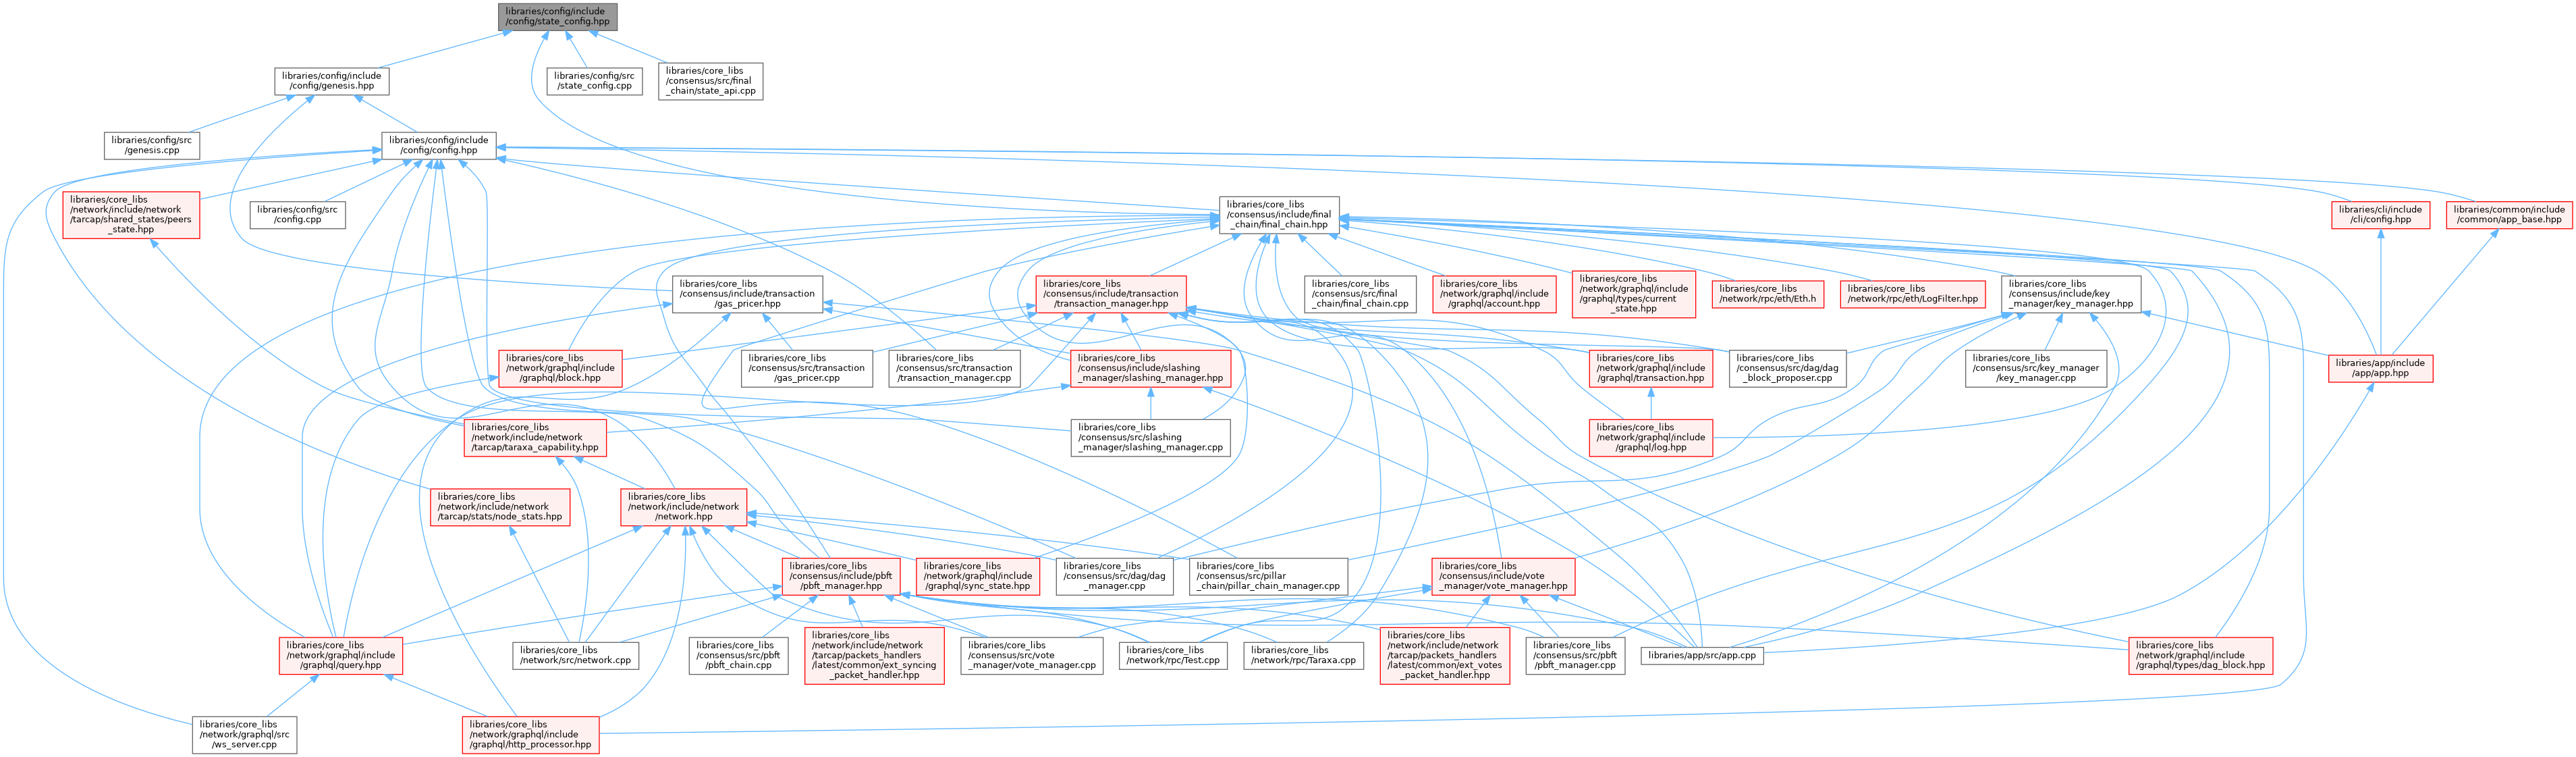 libraries/config/include
/config/state_config.hpp
libraries/config/include
/config/genesis.hpp
libraries/config/src
/state_config.cpp
libraries/core_libs
/consensus/src/final
_chain/state_api.cpp
libraries/config/src
/genesis.cpp
libraries/config/include
/config/config.hpp
libraries/core_libs
/network/include/network
/tarcap/shared_states/peers
_state.hpp
libraries/config/src
/config.cpp
libraries/core_libs
/consensus/include/final
_chain/final_chain.hpp
libraries/cli/include
/cli/config.hpp
libraries/common/include
/common/app_base.hpp
libraries/core_libs
/consensus/include/transaction
/gas_pricer.hpp
libraries/core_libs
/consensus/include/transaction
/transaction_manager.hpp
libraries/core_libs
/consensus/src/final
_chain/final_chain.cpp
libraries/core_libs
/network/graphql/include
/graphql/account.hpp
libraries/core_libs
/network/graphql/include
/graphql/types/current
_state.hpp
libraries/core_libs
/network/rpc/eth/Eth.h
libraries/core_libs
/network/rpc/eth/LogFilter.hpp
libraries/core_libs
/consensus/include/key
_manager/key_manager.hpp
libraries/core_libs
/network/graphql/include
/graphql/block.hpp
libraries/core_libs
/consensus/src/transaction
/gas_pricer.cpp
libraries/core_libs
/consensus/src/transaction
/transaction_manager.cpp
libraries/core_libs
/consensus/include/slashing
_manager/slashing_manager.hpp
libraries/core_libs
/network/graphql/include
/graphql/transaction.hpp
libraries/core_libs
/consensus/src/dag/dag
_block_proposer.cpp
libraries/core_libs
/consensus/src/key_manager
/key_manager.cpp
libraries/app/include
/app/app.hpp
libraries/core_libs
/network/include/network
/tarcap/taraxa_capability.hpp
libraries/core_libs
/consensus/src/slashing
_manager/slashing_manager.cpp
libraries/core_libs
/network/graphql/include
/graphql/log.hpp
libraries/core_libs
/network/include/network
/tarcap/stats/node_stats.hpp
libraries/core_libs
/network/include/network
/network.hpp
libraries/core_libs
/consensus/include/pbft
/pbft_manager.hpp
libraries/core_libs
/network/graphql/include
/graphql/sync_state.hpp
libraries/core_libs
/consensus/src/dag/dag
_manager.cpp
libraries/core_libs
/consensus/src/pillar
_chain/pillar_chain_manager.cpp
libraries/core_libs
/consensus/include/vote
_manager/vote_manager.hpp
libraries/core_libs
/network/graphql/include
/graphql/query.hpp
libraries/core_libs
/network/src/network.cpp
libraries/core_libs
/consensus/src/pbft
/pbft_chain.cpp
libraries/core_libs
/network/include/network
/tarcap/packets_handlers
/latest/common/ext_syncing
_packet_handler.hpp
libraries/core_libs
/consensus/src/vote
_manager/vote_manager.cpp
libraries/core_libs
/network/rpc/Test.cpp
libraries/core_libs
/network/rpc/Taraxa.cpp
libraries/core_libs
/network/include/network
/tarcap/packets_handlers
/latest/common/ext_votes
_packet_handler.hpp
libraries/core_libs
/consensus/src/pbft
/pbft_manager.cpp
libraries/app/src/app.cpp
libraries/core_libs
/network/graphql/include
/graphql/types/dag_block.hpp
libraries/core_libs
/network/graphql/src
/ws_server.cpp
libraries/core_libs
/network/graphql/include
/graphql/http_processor.hpp